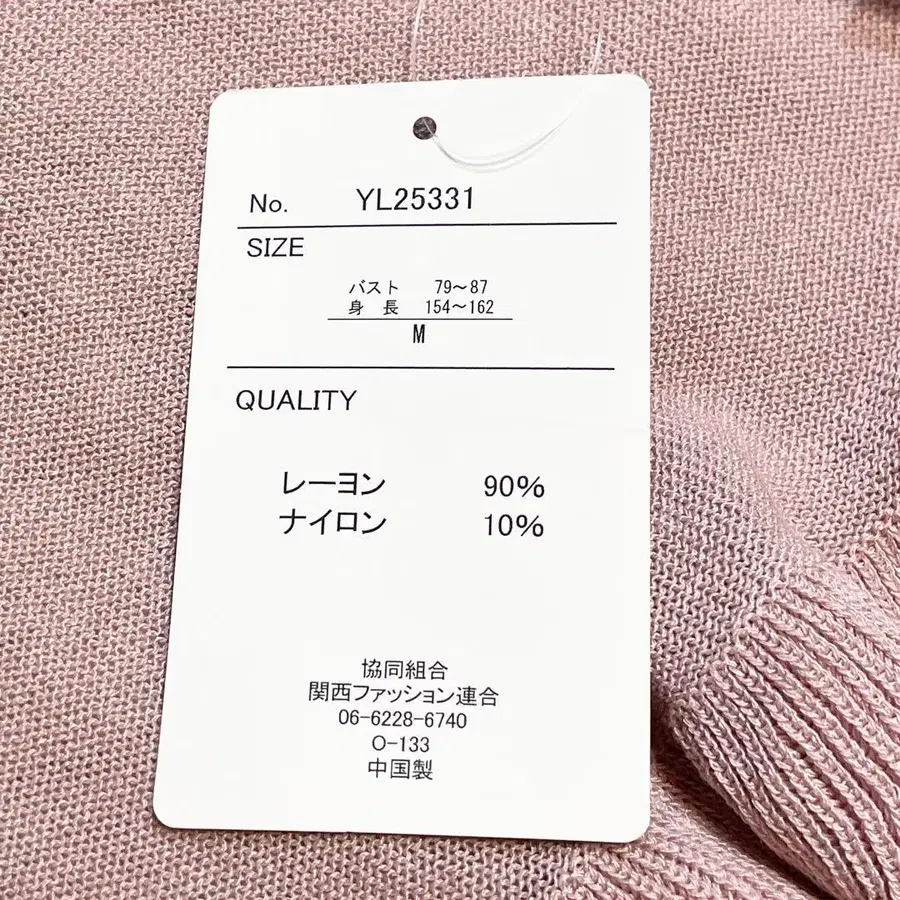 No. YL25331
SIZE
バスト 79～87
身 長 154～162
M
QUALITY
レーヨン 90%
ナイロン 10%
協同組合
関西ファッション連合
06-6228-6740
O-133
中国製